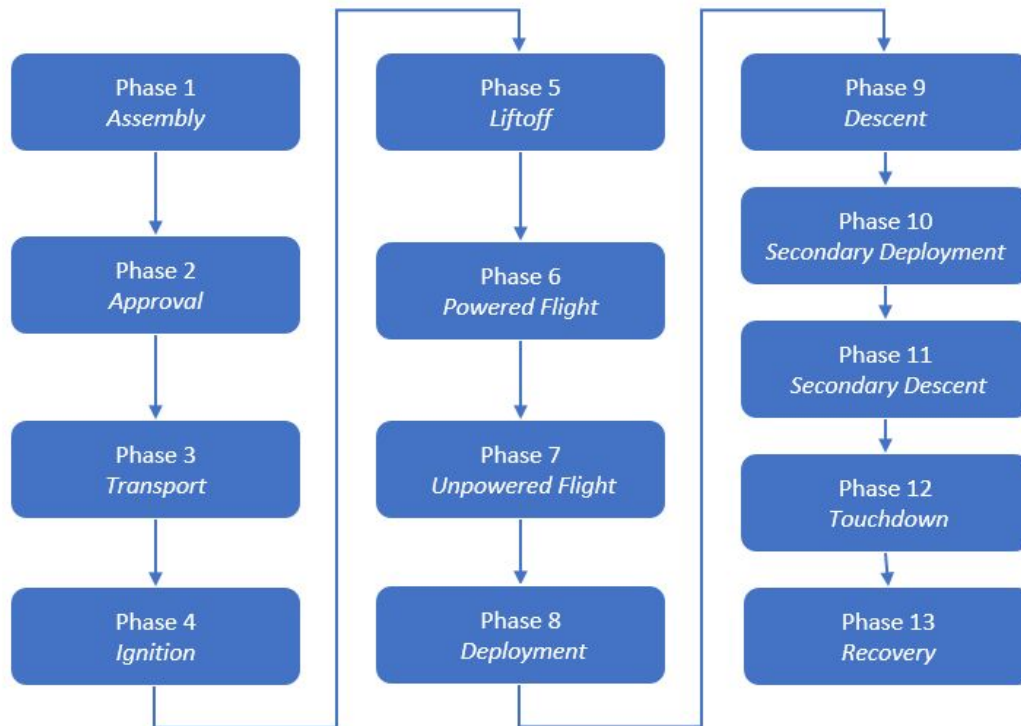 Phase 1
Assembly
Phase 2
Approval
Phase 3
Transport
Phase 4
Ignition
Phase 5
Liftoff
Phase 6
Powered Flight
Phase 7
Unpowered Flight
Phase 8
Deployment
Phase 9
Descent
Phase 10
Secondary Deployment
Phase 11
Secondary Descent
Phase 12
Touchdown
Phase 13
Recovery